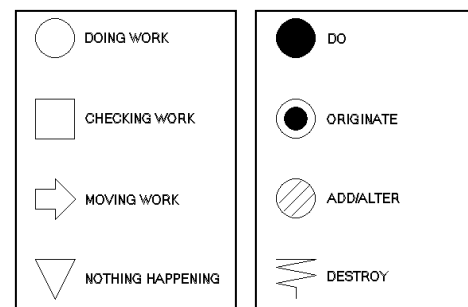 DOING WORK
CHECKING WORK
MOVING WORK
NOTHING HAPPENING
DO
ORIGINATE
ADD/ALTER
DESTROY